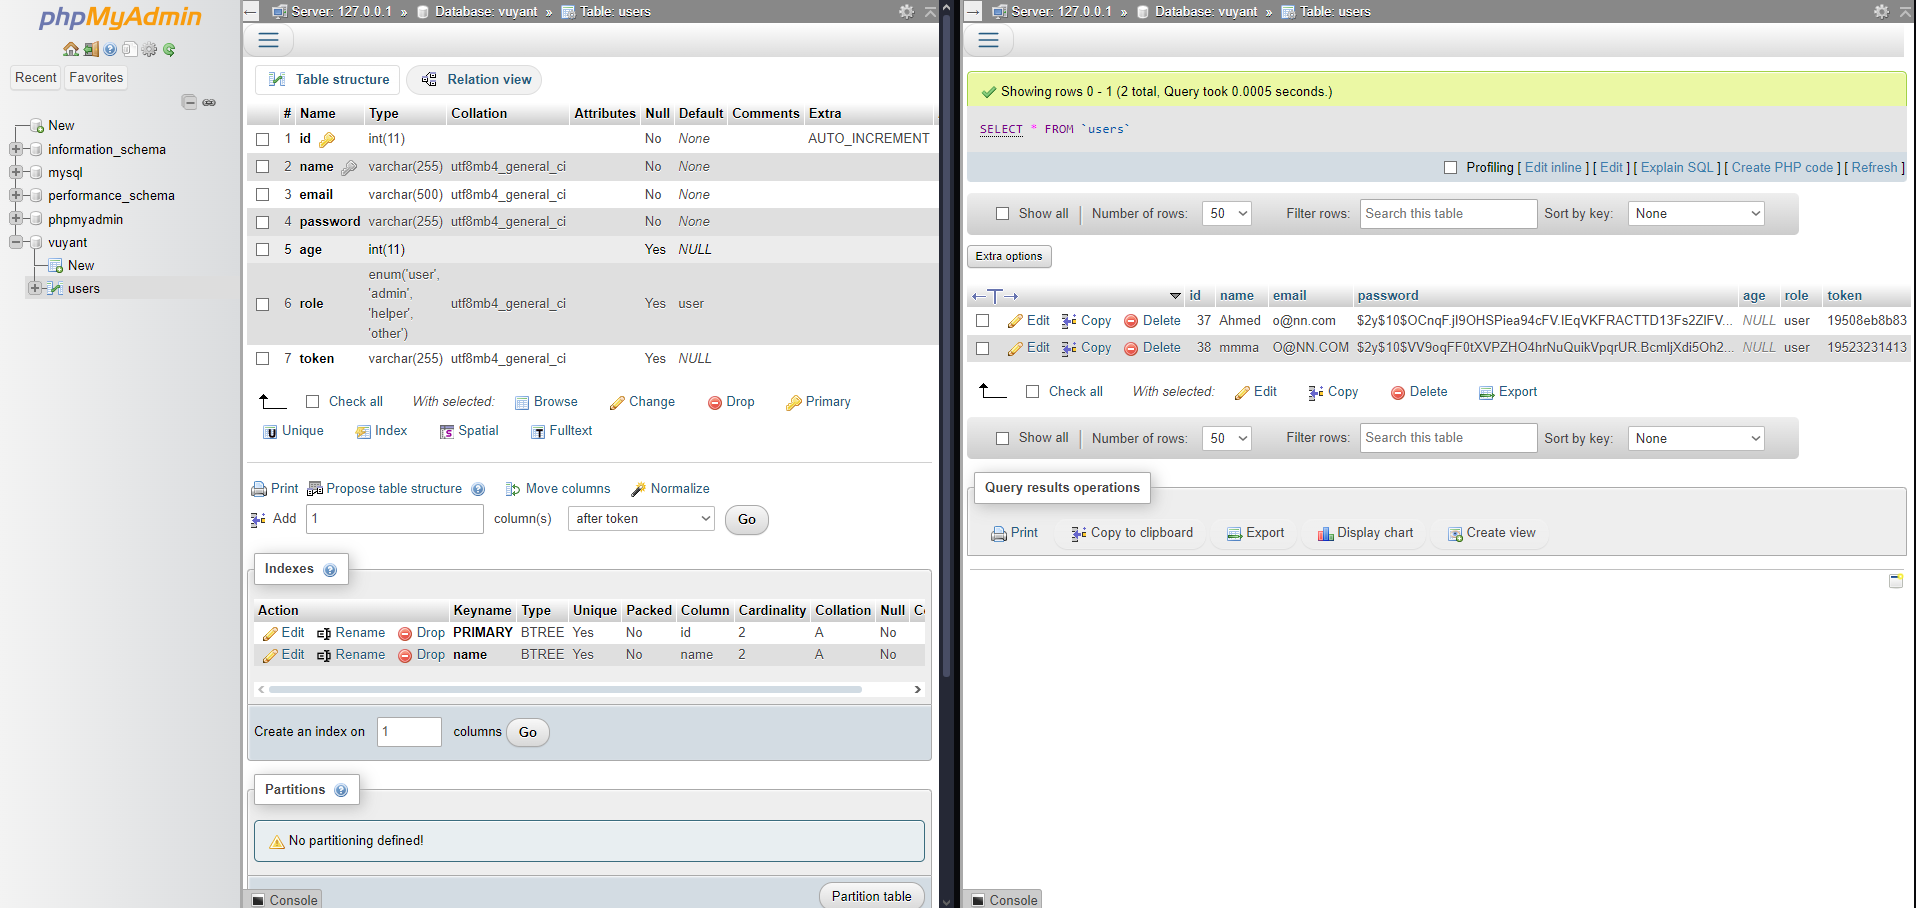 phpMyAdmin
Recent Favorites
New
information_schema
mysql
performance_schema
phpmyadmin
vuyant
New
users
Server: 127.0.0.1 » Database: vuyant » Table: users
Table structure Relation view
# Name Type Collation Attributes Null Default Comments Extra
1 id int(11) No None AUTO_INCREMENT
2 name varchar(255) utf8mb4_general_ci No None
3 email varchar(500) utf8mb4_general_ci No None
4 password varchar(255) utf8mb4_general_ci No None
5 age int(11) Yes NULL
enum('user',
'admin',
6 role utf8mb4_general_ci Yes user
'helper',
'other')
7 token varchar(255) utf8mb4_general_ci Yes NULL
Check all With selected: Browse Change Drop Primary
Unique Index Spatial Fulltext
Print Propose table structure Move columns Normalize
Add 1 column(s) after token Go
Indexes
Action Keyname Type Unique Packed Column Cardinality Collation Null
Edit Rename Drop PRIMARY BTREE Yes No id 2 A No
Edit Rename Drop name BTREE Yes No name 2 A No
Create an index on 1 columns Go
Partitions
No partitioning defined!
Partition table
Console
Server: 127.0.0.1 » Database: vuyant » Table: users
Showing rows 0 - 1 (2 total, Query took 0.0005 seconds.)
SELECT * FROM `users`
Profiling [ Edit inline ] [ Edit ] [ Explain SQL ] [ Create PHP code ] [ Refresh ]
Show all Number of rows: 50 Filter rows: Search this table Sort by key: None
Extra options
id name email password age role token
Edit Copy Delete 37 Ahmed o@nn.com $2y$10$OCnqF.jI9OHSPiea94cFV.IEqVKFRACTTD13Fs2ZlFV... NULL user 19508eb8b83
Edit Copy Delete 38 mmma O@NN.COM $2y$10$VV9oqFF0tXVPZHO4hrNuQuikVpqrUR.BcmljXdi5Oh2... NULL user 19523231413
Check all With selected: Edit Copy Delete Export
Show all Number of rows: 50 Filter rows: Search this table Sort by key: None
Query results operations
Print Copy to clipboard Export Display chart Create view
Console